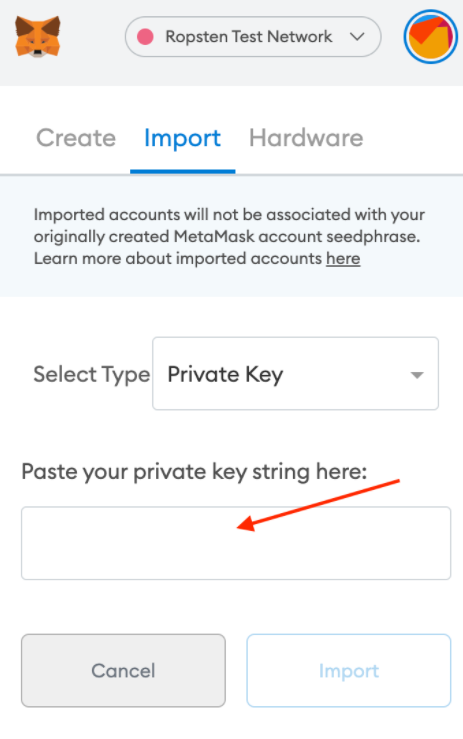 Ropsten Test Network
Create Import Hardware
Imported accounts will not be associated with your
originally created MetaMask account seedphrase.
Learn more about imported accounts here
Select Type Private Key
Paste your private key string here:
Cancel Import